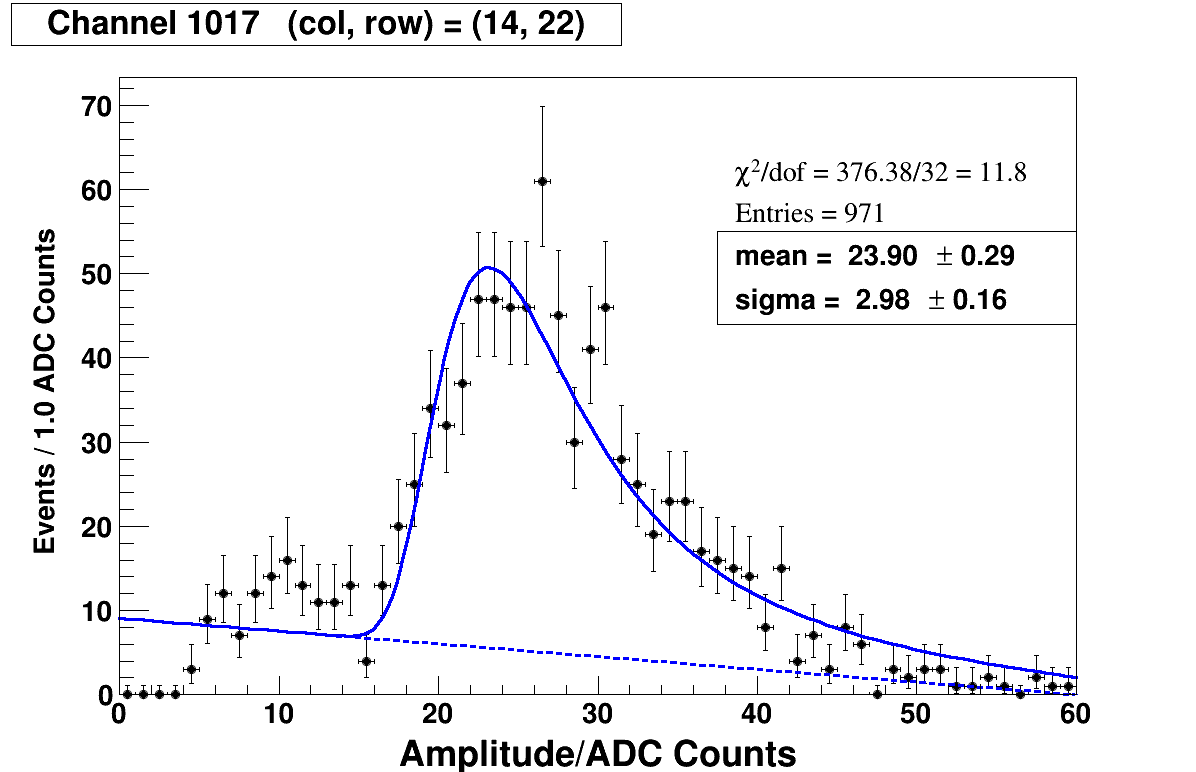 Channel 1017 (col, row) = (14, 22)
χ²/dof = 376.38/32 = 11.8
Entries = 971
mean = 23.90 ± 0.29
sigma = 2.98 ± 0.16
Events / 1.0 ADC Counts
70
60
50
40
30
20
10
0
0 10 20 30 40 50 60
Amplitude/ADC Counts